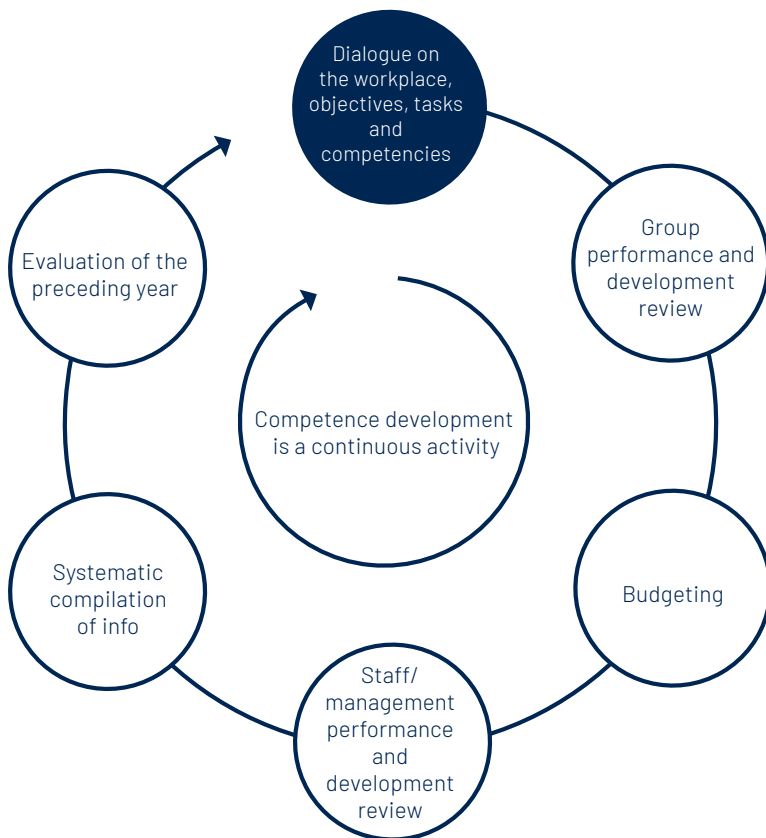 Dialogue on
the workplace,
objectives, tasks
and
competencies
Group
performance and
development
review
Budgeting
Staff/
management
performance
and
development
review
Systematic
compilation
of info
Evaluation of the
preceding year
Competence development
is a continuous activity